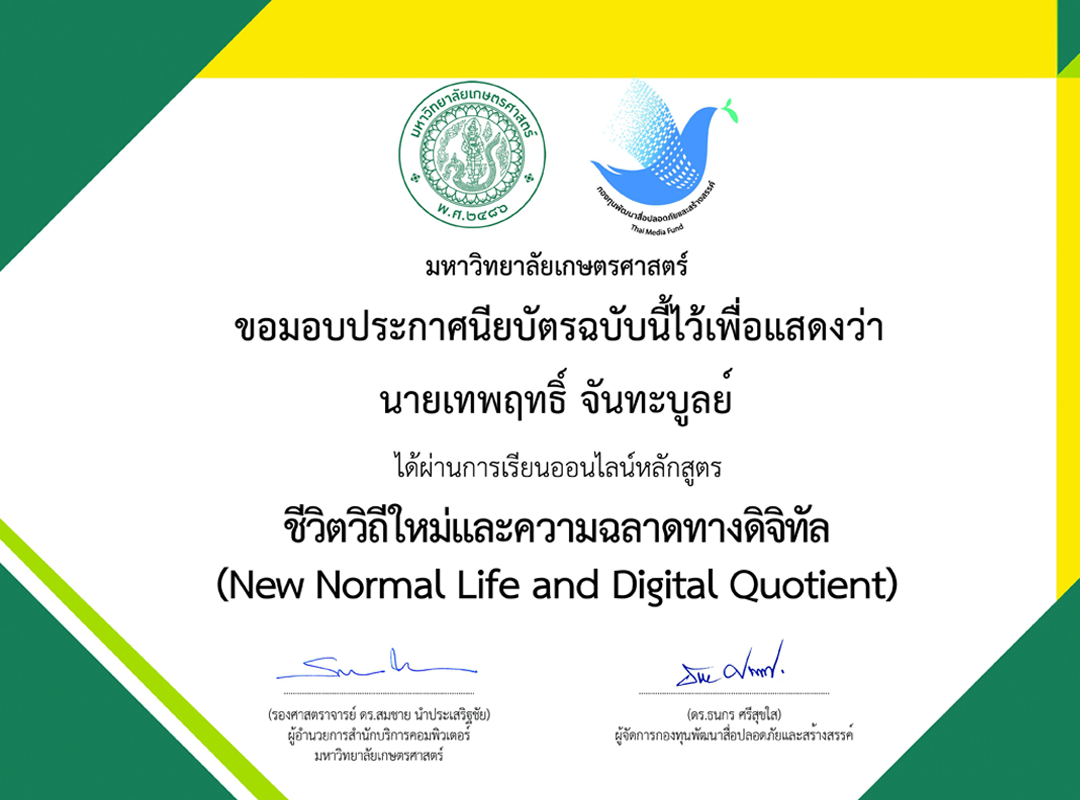 มหาวิทยาลัยเกษตรศาสตร์
พ.ศ.๒๔๘๖
กองทุนพัฒนาสื่อปลอดภัยและสร้างสรรค์
Thai Media Fund
มหาวิทยาลัยเกษตรศาสตร์
ขอมอบประกาศนียบัตรฉบับนี้ไว้เพื่อแสดงว่า
นายเทพฤทธิ์ จันทะบูลย์
ได้ผ่านการเรียนออนไลน์หลักสูตร
ชีวิตวิถีใหม่และความฉลาดทางดิจิทัล
(New Normal Life and Digital Quotient)
(รองศาสตราจารย์ ดร.สมชาย นำประเสริฐชัย)
ผู้อำนวยการสำนักบริการคอมพิวเตอร์
มหาวิทยาลัยเกษตรศาสตร์
(ดร.ธนกร ศรีสุขใส)
ผู้จัดการกองทุนพัฒนาสื่อปลอดภัยและสร้างสรรค์